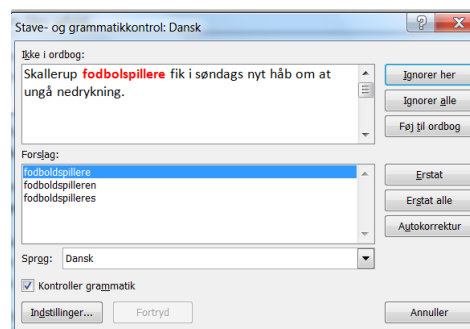 Stave- og grammatikkontrol: Dansk
Ikke i ordbog:
Skallerup fodbolspillere fik i søndags nyt håb om at
ungå nedrykning.
Ignorer her
Ignorer alle
Føj til ordbog
Forslag:
fodboldspillere
fodboldspilleren
fodboldspilleres
Erstat
Erstat alle
Autokorrektur
Sprog: Dansk
Kontroller grammatik
Indstillinger... Fortryd Annuller